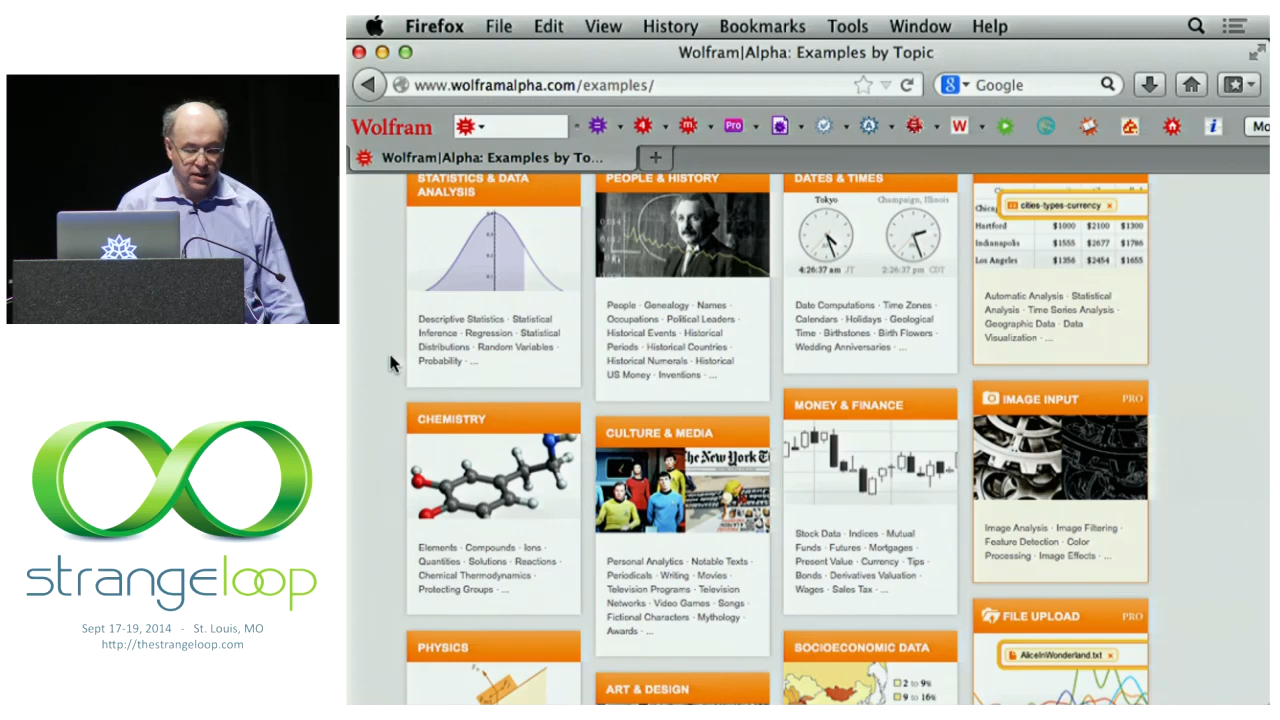 Firefox File Edit View History Bookmarks Tools Window Help
Wolfram|Alpha: Examples by Topic
www.wolframalpha.com/examples/
Google
Wolfram
Pro
W
Wolfram|Alpha: Examples by To...
STATISTICS & DATA
ANALYSIS
Descriptive Statistics · Statistical
Inference · Regression · Statistical
Distributions · Random Variables ·
Probability · ...
CHEMISTRY
Elements · Compounds · Ions ·
Quantities · Solutions · Reactions ·
Chemical Thermodynamics ·
Protecting Groups · ...
PHYSICS
PEOPLE & HISTORY
People · Genealogy · Names ·
Occupations · Political Leaders ·
Historical Events · Historical
Periods · Historical Countries ·
Historical Numerals · Historical
US Money · Inventions · ...
CULTURE & MEDIA
he New York
Personal Analytics · Notable Texts ·
Periodicals · Writing · Movies ·
Television Programs · Television
Networks · Video Games · Songs ·
Fictional Characters · Mythology ·
Awards · ...
ART & DESIGN
DATES & TIMES
Tokyo Champaign, Illinois
4:26:37 am JT 2:26:37 pm CDT
Date Computations · Time Zones ·
Calendars · Holidays · Geological
Time · Birthstones · Birth Flowers ·
Wedding Anniversaries · ...
MONEY & FINANCE
Stock Data · Indices · Mutual
Funds · Futures · Mortgages ·
Present Value · Currency · Tips ·
Bonds · Derivatives Valuation ·
Wages · Sales Tax · ...
SOCIOECONOMIC DATA
2 to 9%
9 to 16%
cities-types-currency
Hartford $1000 $2100 $1300
Indianapolis $1555 $2677 $1786
Los Angeles $1356 $2454 $1655
Automatic Analysis · Statistical
Analysis · Time Series Analysis ·
Geographic Data · Data
Visualization · ...
IMAGE INPUT PRO
Image Analysis · Image Filtering ·
Feature Detection · Color
Processing · Image Effects · ...
FILE UPLOAD PRO
AliceInWonderland.txt
strangeloop
Sept 17-19, 2014 - St. Louis, MO
http://thestrangeloop.com